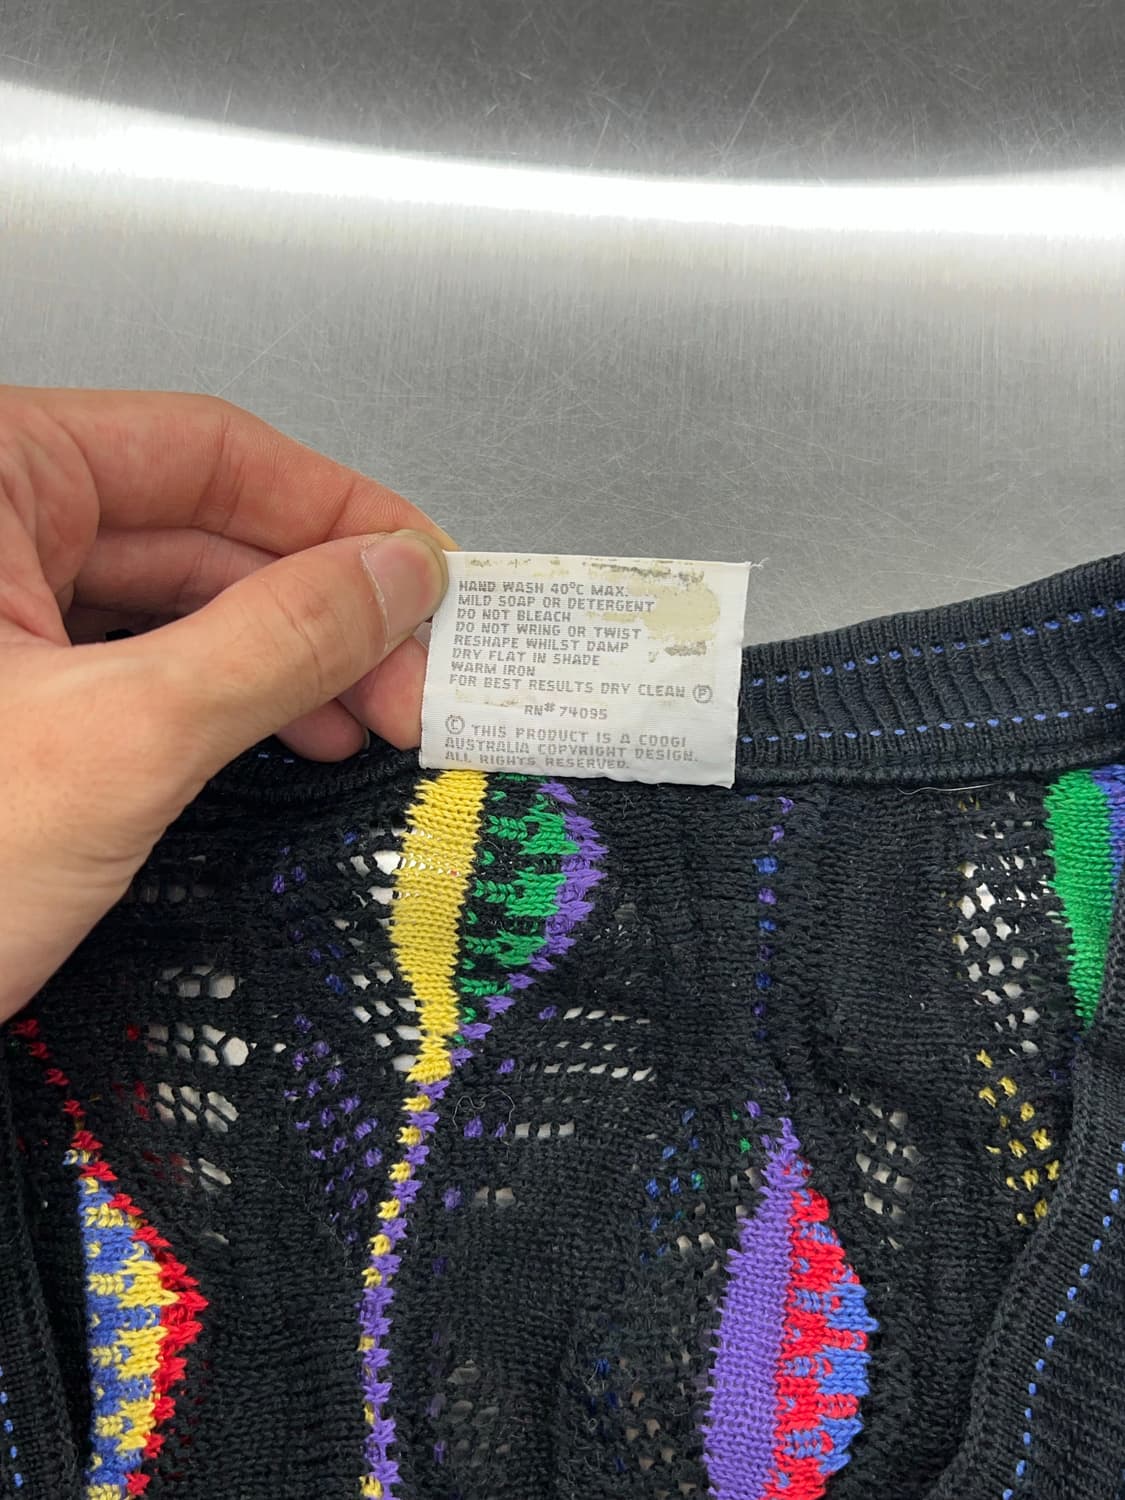 HAND WASH 40°C MAX.
MILD SOAP OR DETERGENT
DO NOT BLEACH
DO NOT WRING OR TWIST
RESHAPE WHILST DAMP
DRY FLAT IN SHADE
WARM IRON
FOR BEST RESULTS DRY CLEAN Ⓟ
RN# 74095
© THIS PRODUCT IS A COOGI
AUSTRALIA COPYRIGHT DESIGN.
ALL RIGHTS RESERVED.